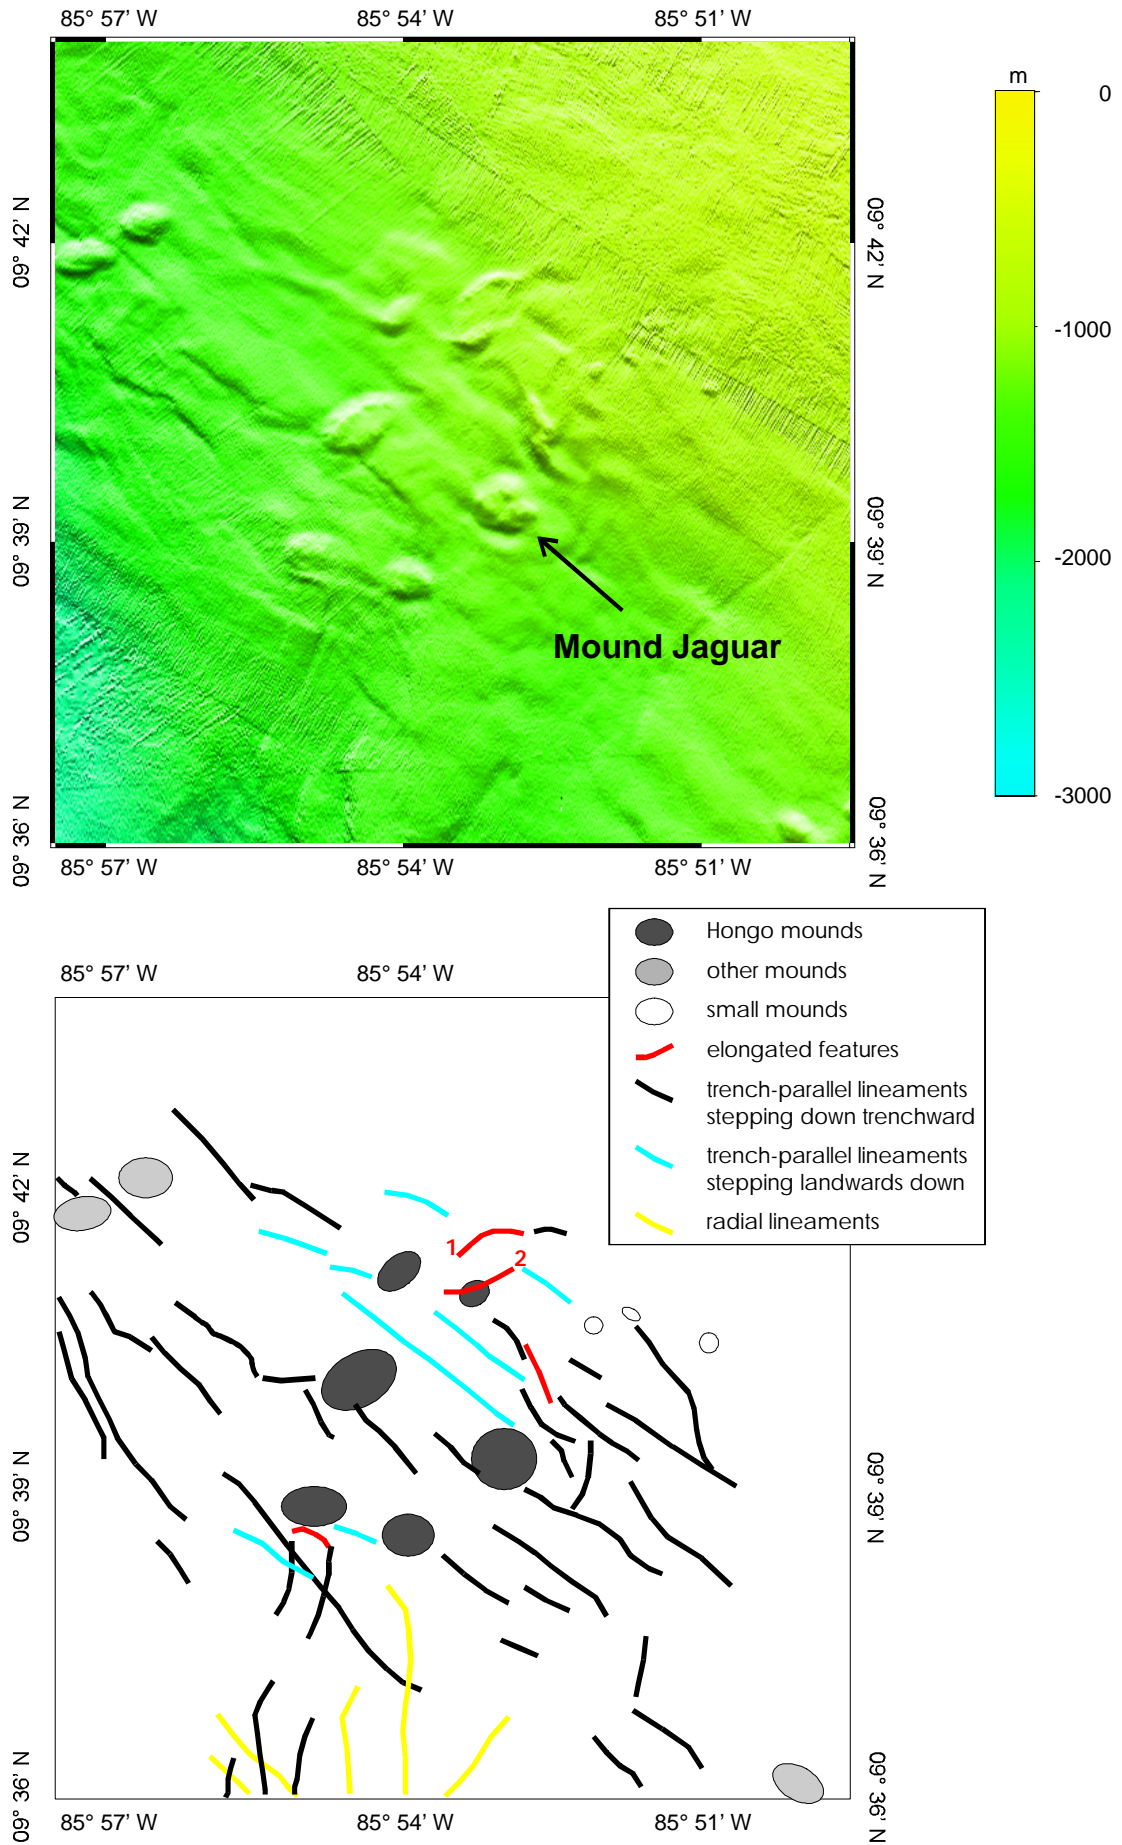 85° 57’ W
85° 54’ W
85° 51’ W
m
0
-1000
-2000
-3000
09° 42’ N
09° 39’ N
09° 36’ N
09° 42’ N
09° 39’ N
09° 36’ N
Mound Jaguar
85° 57’ W
85° 54’ W
85° 51’ W
Hongo mounds
other mounds
small mounds
elongated features
trench-parallel lineaments
stepping down trenchward
trench-parallel lineaments
stepping landwards down
radial lineaments
85° 57’ W
85° 54’ W
09° 42’ N
09° 39’ N
09° 36’ N
1
2
09° 39’ N
09° 36’ N
85° 57’ W
85° 54’ W
85° 51’ W